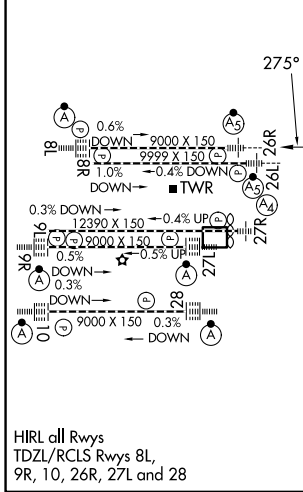 275°
A
P
0.6%
A5
DOWN
9000 X 150
26R
8L
8R
P
9999 X 150
P
26L
1.0%
0.4% DOWN
P
A5
DOWN
TWR
A4
0.3% DOWN
0.4% UP
P
12390 X 150
27R
9L
P
P
9000 X 150
P
9R
0.5%
0.5% UP
27L
A
DOWN
A
0.3%
DOWN
P
28
10
P
9000 X 150
0.3%
A
DOWN
A
HIRL all Rwys
TDZL/RCLS Rwys 8L,
9R, 10, 26R, 27L and 28